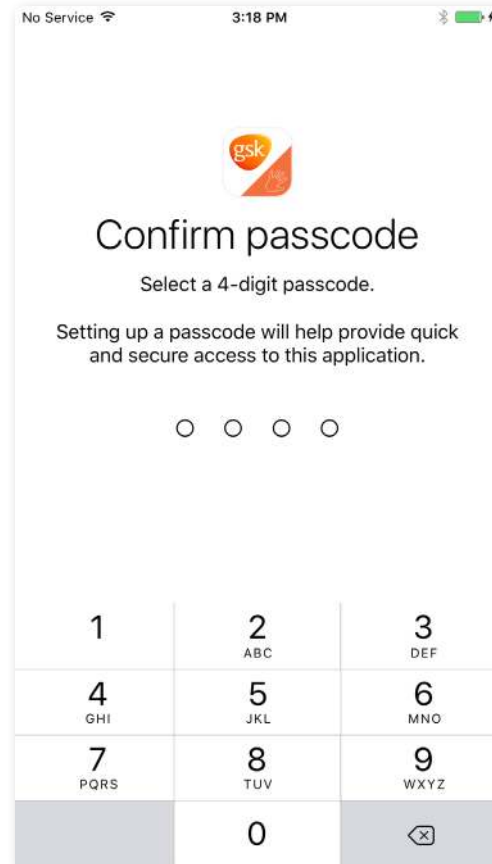 No Service 3:18 PM
gsk
Confirm passcode
Select a 4-digit passcode.
Setting up a passcode will help provide quick
and secure access to this application.
1 2 3
ABC DEF
4 5 6
GHI JKL MNO
7 8 9
PQRS TUV WXYZ
0